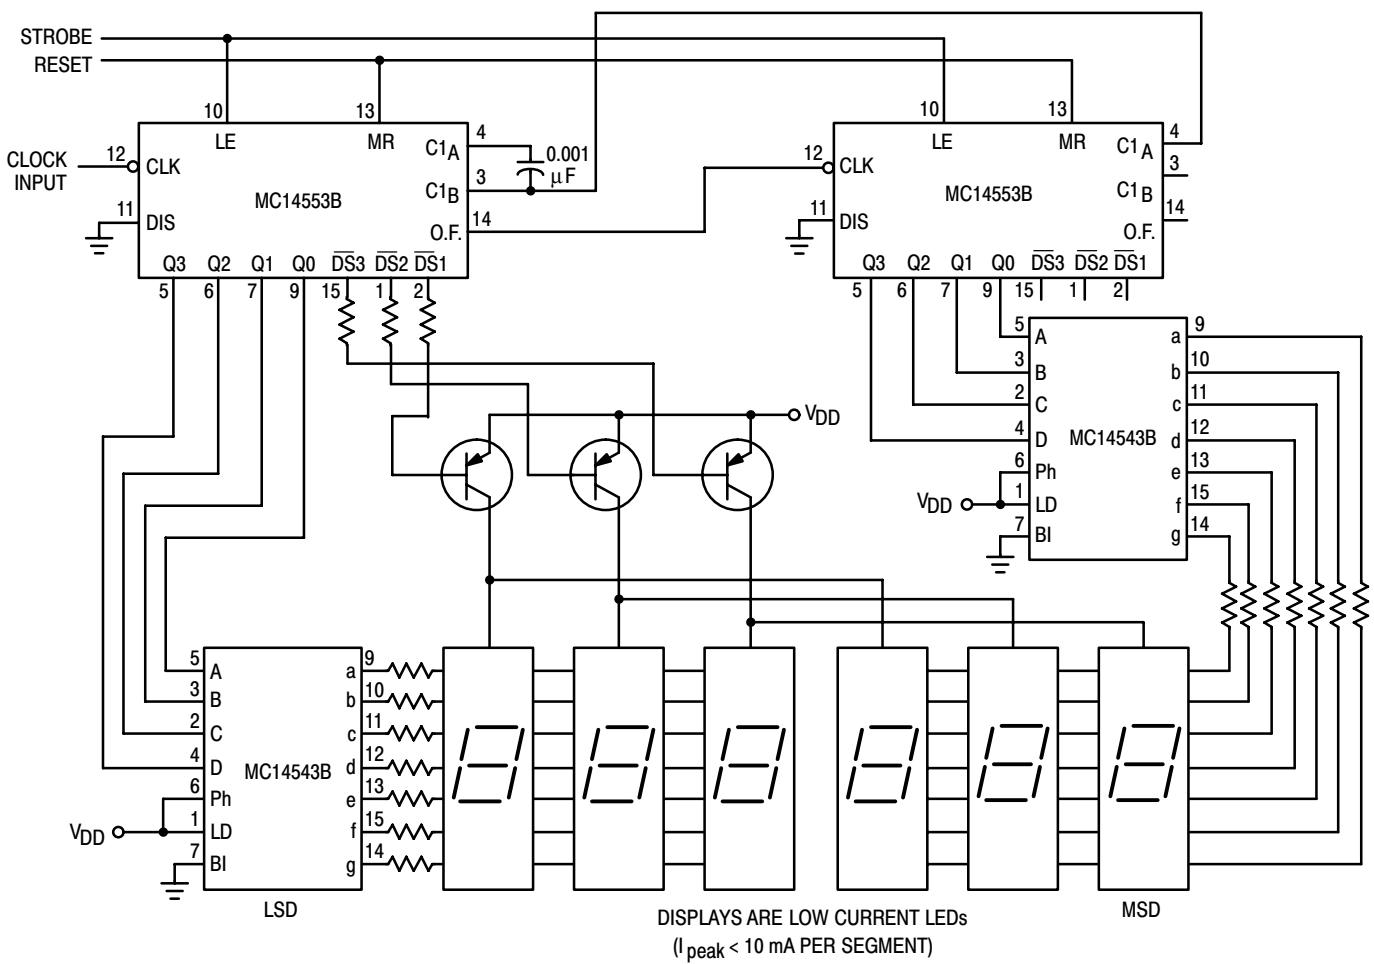 STROBE
RESET
10
13
10
13
LE
MR
LE
MR
CLOCK
INPUT
12
CLK
4
C1A
0.001
μF
3
C1B
MC14553B
11
DIS
14
O.F.
12
CLK
4
C1A
3
C1B
MC14553B
11
DIS
14
O.F.
Q3 Q2 Q1 Q0 DS3 DS2 DS1
5 6 7 9 15 1 2
Q3 Q2 Q1 Q0 DS3 DS2 DS1
5 6 7 9 15 1 2
VDD
5 A a 9
3 B b 10
2 C c 11
4 D MC14543B d 12
6 Ph e 13
VDD 1 LD f 15
7 BI g 14
5 A a 9
3 B b 10
2 C c 11
4 D MC14543B d 12
6 Ph e 13
VDD 1 LD f 15
7 BI g 14
LSD
MSD
DISPLAYS ARE LOW CURRENT LEDs
(I peak < 10 mA PER SEGMENT)